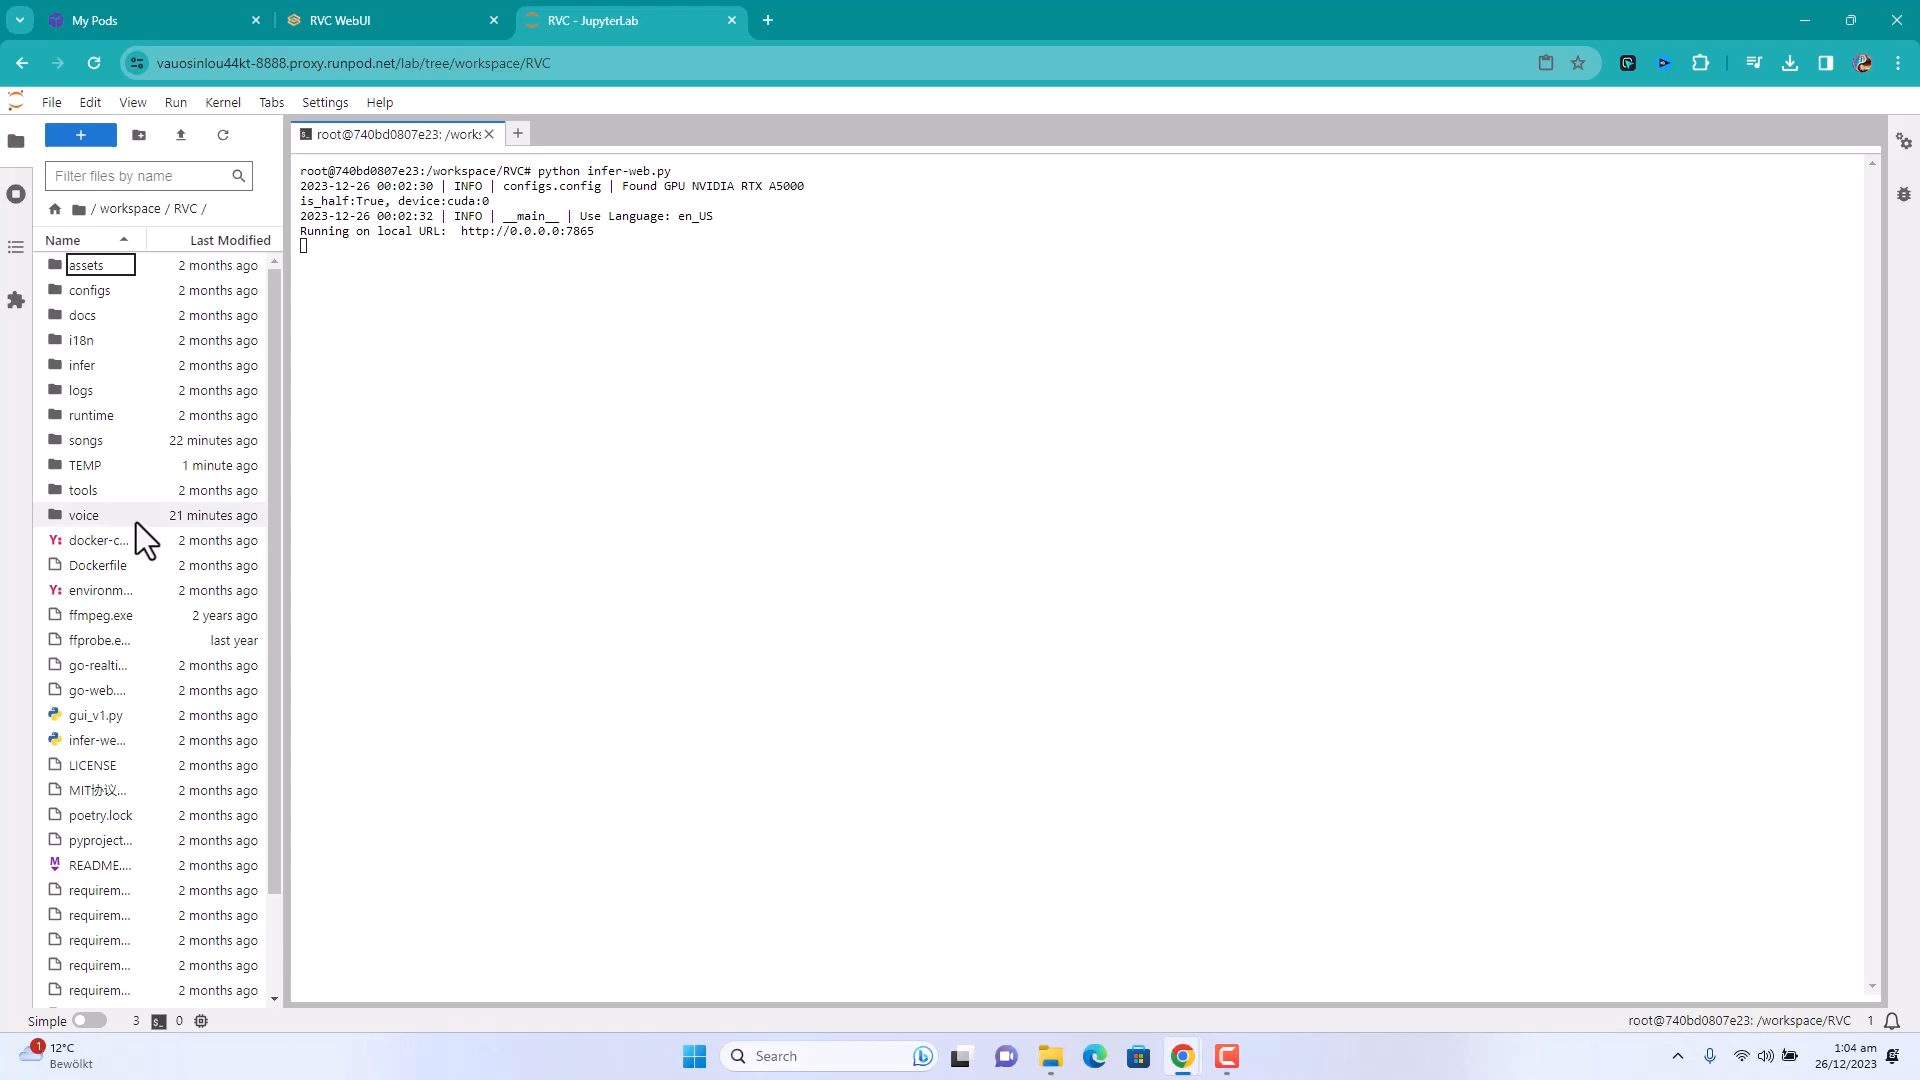 My Pods
RVC WebUI
RVC - JupyterLab
vauosinlou44kt-8888.proxy.runpod.net/lab/tree/workspace/RVC
File Edit View Run Kernel Tabs Settings Help
root@740bd0807e23: /works
Filter files by name
/ workspace / RVC /
Name Last Modified
assets 2 months ago
configs 2 months ago
docs 2 months ago
i18n 2 months ago
infer 2 months ago
logs 2 months ago
runtime 2 months ago
songs 22 minutes ago
TEMP 1 minute ago
tools 2 months ago
voice 21 minutes ago
docker-c... 2 months ago
Dockerfile 2 months ago
environm... 2 months ago
ffmpeg.exe 2 years ago
ffprobe.e... last year
go-realti... 2 months ago
go-web.... 2 months ago
gui_v1.py 2 months ago
infer-we... 2 months ago
LICENSE 2 months ago
MIT协议... 2 months ago
poetry.lock 2 months ago
pyproject... 2 months ago
README.... 2 months ago
requirem... 2 months ago
requirem... 2 months ago
requirem... 2 months ago
requirem... 2 months ago
requirem... 2 months ago
root@740bd0807e23:/workspace/RVC# python infer-web.py
2023-12-26 00:02:30 | INFO | configs.config | Found GPU NVIDIA RTX A5000
is_half:True, device:cuda:0
2023-12-26 00:02:32 | INFO | __main__ | Use Language: en_US
Running on local URL:  http://0.0.0.0:7865
Simple 3 0
root@740bd0807e23: /workspace/RVC 1
1
12°C
Bewölkt
Search
1:04 am
26/12/2023